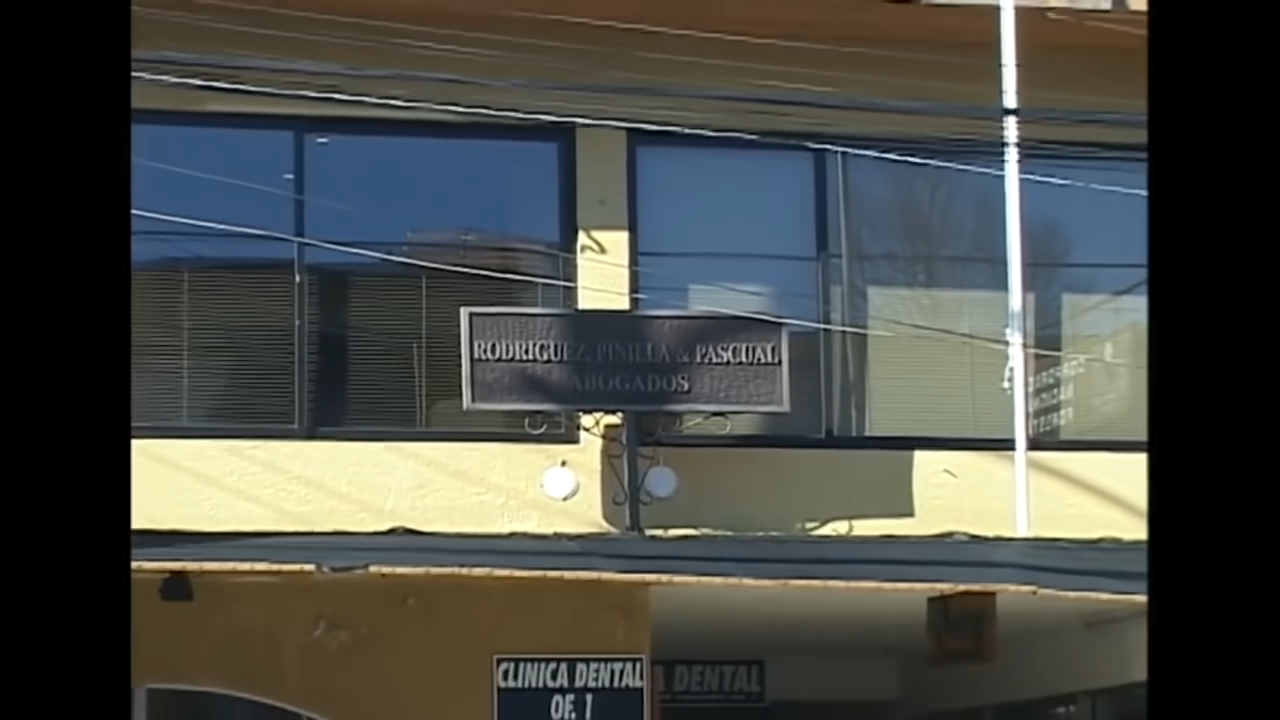 RODRIGUEZ, PINILLA & PASCUAL
ABOGADOS
CLINICA DENTAL
OF. 1
DENTAL